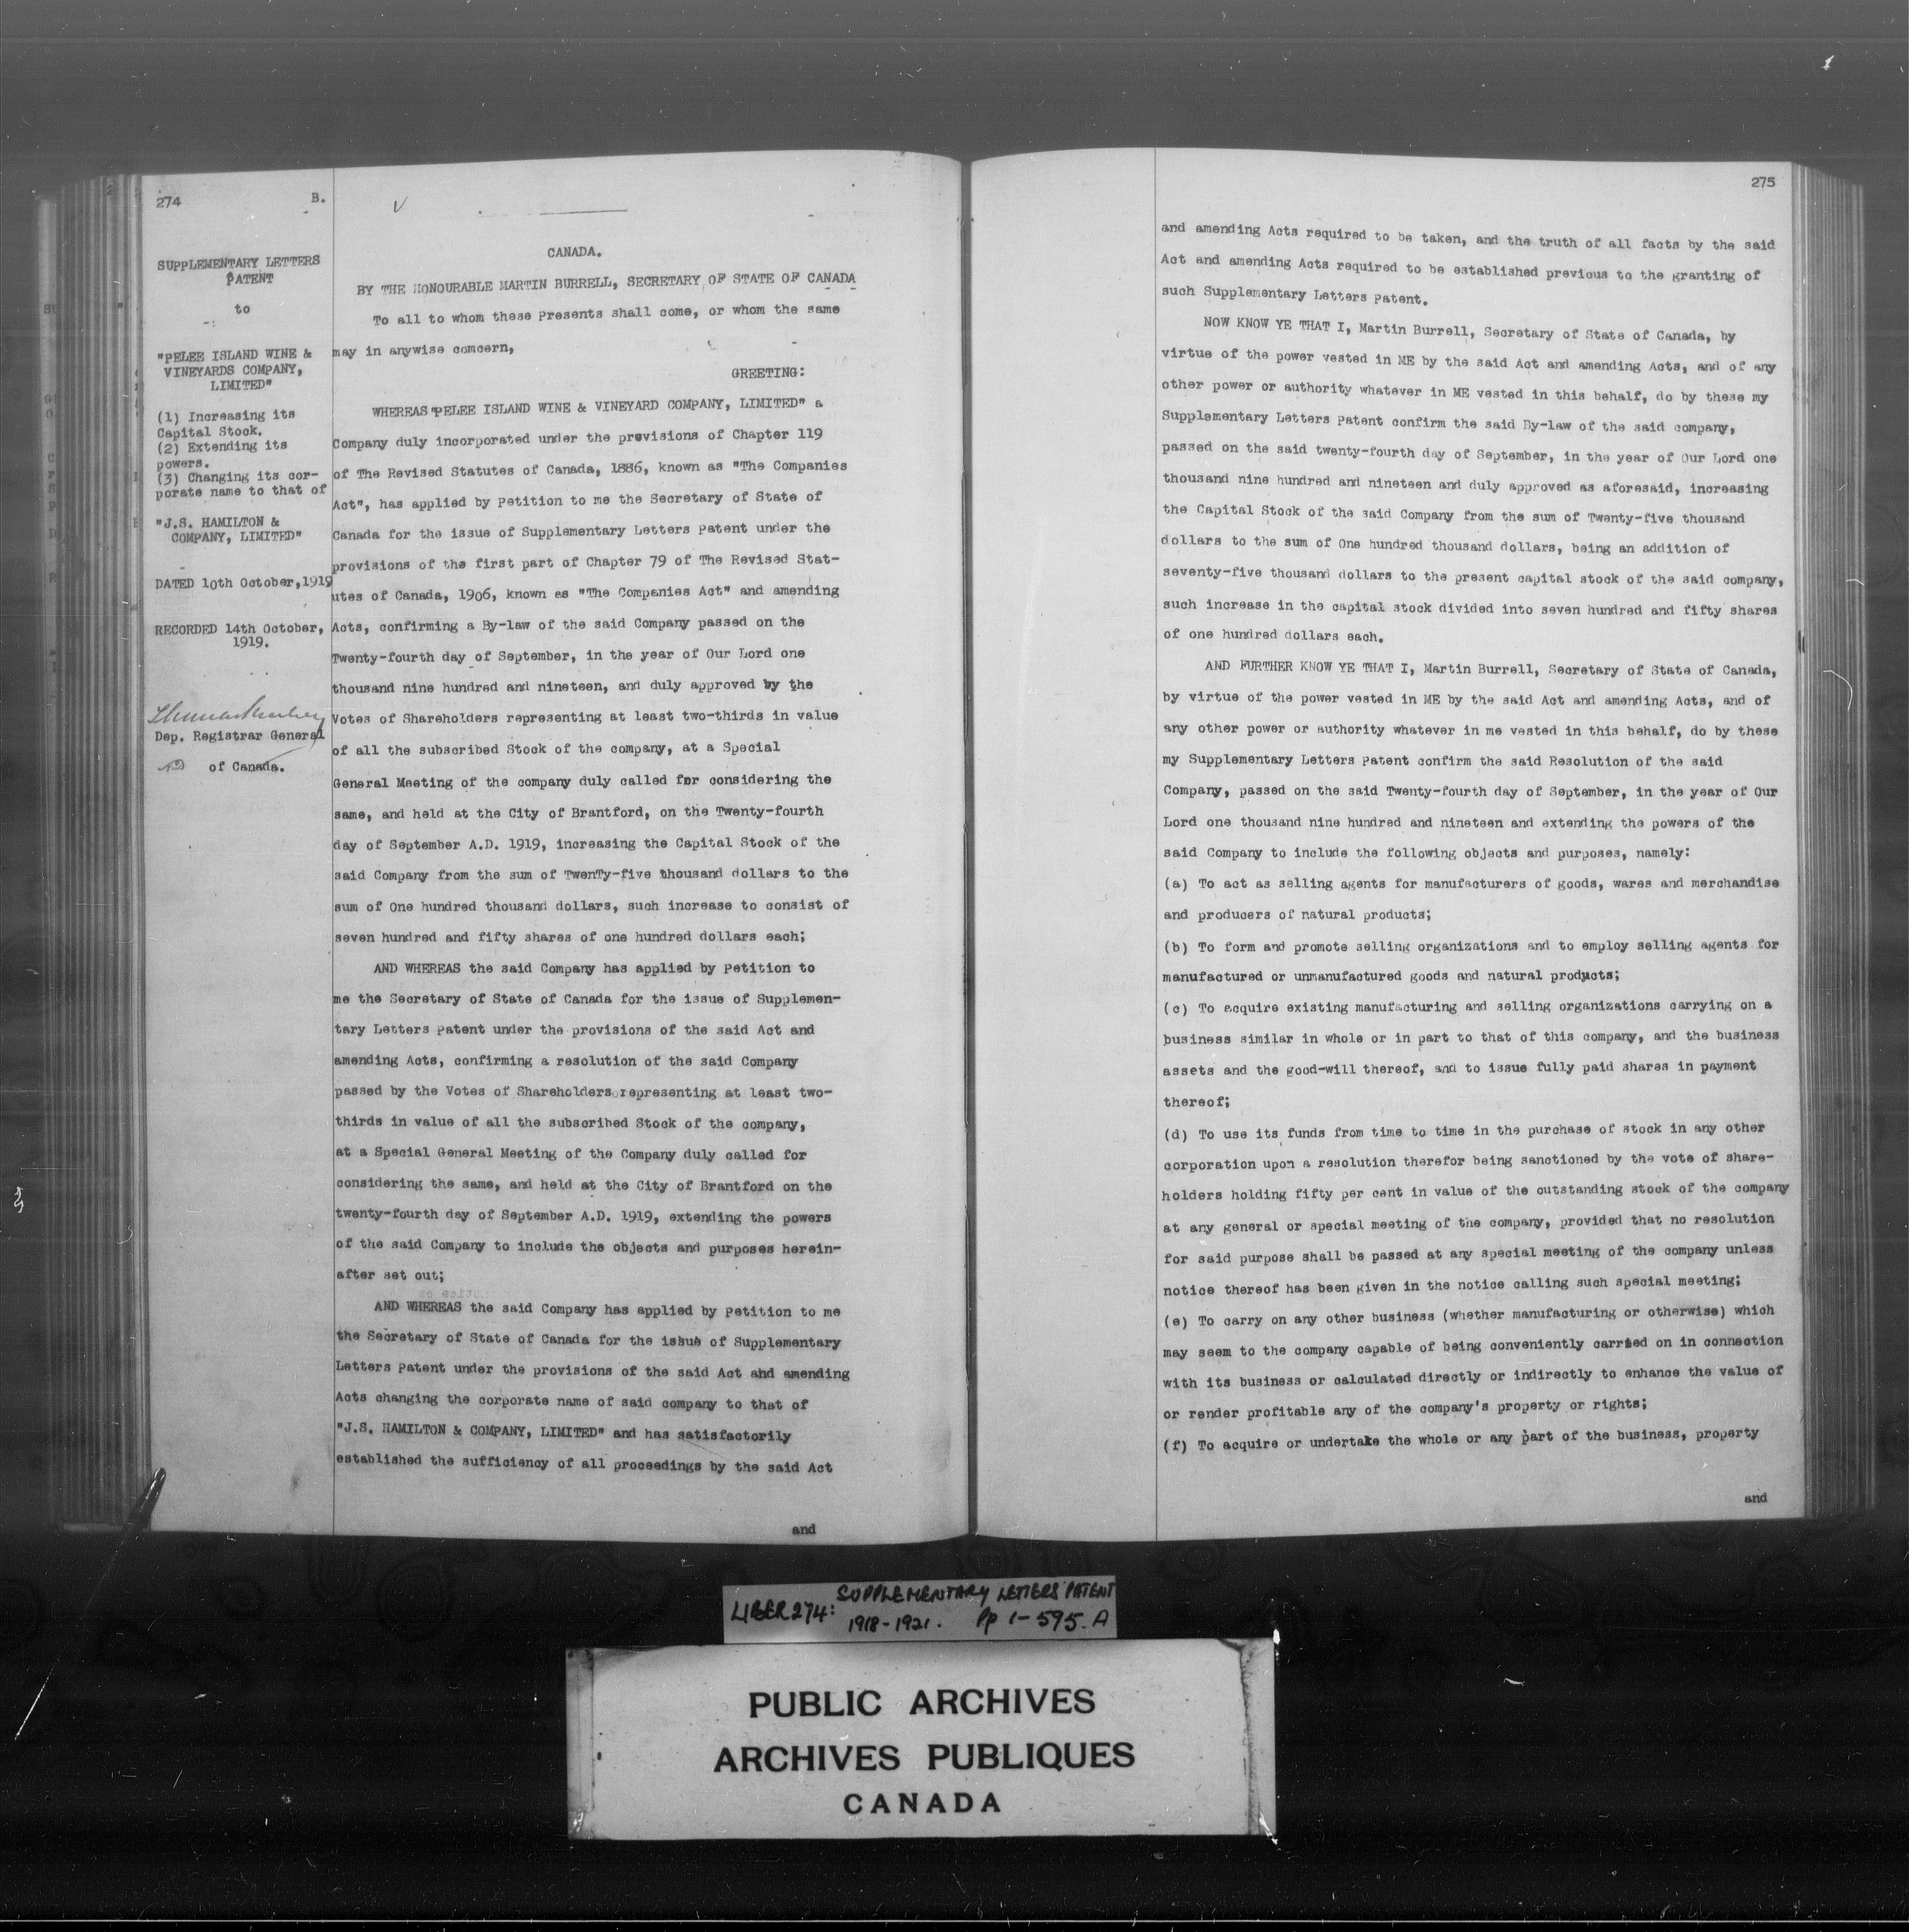 274
B.
SUPPLEMENTARY LETTERS
PATENT
to
"PELEE ISLAND WINE &
VINEYARDS COMPANY,
LIMITED"
(1) Increasing its
Capital Stock.
(2) Extending its
powers.
(3) Changing its cor-
porate name to that of
"J.S. HAMILTON &
COMPANY, LIMITED"
DATED 10th October, 1919
RECORDED 14th October,
1919.
Dep. Registrar General
of Canada.
CANADA.
BY THE HONOURABLE MARTIN BURRELL, SECRETARY OF STATE OF CANADA
To all to whom these Presents shall come, or whom the same
may in anywise comcern,
GREETING:
WHEREAS "PELEE ISLAND WINE & VINEYARD COMPANY, LIMITED" a
Company duly incorporated under the provisions of Chapter 119
of The Revised Statutes of Canada, 1886, known as "The Companies
Act", has applied by Petition to me the Secretary of State of
Canada for the issue of Supplementary Letters Patent under the
provisions of the first part of Chapter 79 of The Revised Stat-
utes of Canada, 1906, known as "The Companies Act" and amending
Acts, confirming a By-law of the said Company passed on the
Twenty-fourth day of September, in the year of Our Lord one
thousand nine hundred and nineteen, and duly approved by the
Votes of Shareholders representing at least two-thirds in value
of all the subscribed Stock of the company, at a Special
General Meeting of the company duly called for considering the
same, and held at the City of Brantford, on the Twenty-fourth
day of September A.D. 1919, increasing the Capital Stock of the
said Company from the sum of TwenTy-five thousand dollars to the
sum of One hundred thousand dollars, such increase to consist of
seven hundred and fifty shares of one hundred dollars each;
AND WHEREAS the said Company has applied by Petition to
me the Secretary of State of Canada for the issue of Supplemen-
tary Letters Patent under the provisions of the said Act and
amending Acts, confirming a resolution of the said Company
passed by the Votes of Shareholders representing at least two-
thirds in value of all the subscribed Stock of the company,
at a Special General Meeting of the Company duly called for
considering the same, and held at the City of Brantford on the
twenty-fourth day of September A.D. 1919, extending the powers
of the said Company to include the objects and purposes herein-
after set out;
AND WHEREAS the said Company has applied by Petition to me
the Secretary of State of Canada for the issue of Supplementary
Letters Patent under the provisions of the said Act and amending
Acts changing the corporate name of said company to that of
"J.S. HAMILTON & COMPANY, LIMITED" and has satisfactorily
established the sufficiency of all proceedings by the said Act
and
275
and amending Acts required to be taken, and the truth of all facts by the said
Act and amending Acts required to be established previous to the granting of
such Supplementary Letters Patent.
NOW KNOW YE THAT I, Martin Burrell, Secretary of State of Canada, by
virtue of the power vested in ME by the said Act and amending Acts, and of any
other power or authority whatever in ME vested in this behalf, do by these my
Supplementary Letters Patent confirm the said By-law of the said company,
passed on the said twenty-fourth day of September, in the year of Our Lord one
thousand nine hundred and nineteen and duly approved as aforesaid, increasing
the Capital Stock of the said Company from the sum of Twenty-five thousand
dollars to the sum of One hundred thousand dollars, being an addition of
seventy-five thousand dollars to the present capital stock of the said company,
such increase in the capital stock divided into seven hundred and fifty shares
of one hundred dollars each.
AND FURTHER KNOW YE THAT I, Martin Burrell, Secretary of State of Canada,
by virtue of the power vested in ME by the said Act and amending Acts, and of
any other power or authority whatever in me vested in this behalf, do by these
my Supplementary Letters Patent confirm the said Resolution of the said
Company, passed on the said Twenty-fourth day of September, in the year of Our
Lord one thousand nine hundred and nineteen and extending the powers of the
said Company to include the following objects and purposes, namely:
(a) To act as selling agents for manufacturers of goods, wares and merchandise
and producers of natural products;
(b) To form and promote selling organizations and to employ selling agents for
manufactured or unmanufactured goods and natural products;
(c) To acquire existing manufacturing and selling organizations carrying on a
business similar in whole or in part to that of this company, and the business
assets and the good-will thereof, and to issue fully paid shares in payment
thereof;
(d) To use its funds from time to time in the purchase of stock in any other
corporation upon a resolution therefor being sanctioned by the vote of share-
holders holding fifty per cent in value of the outstanding stock of the company
at any general or special meeting of the company, provided that no resolution
for said purpose shall be passed at any special meeting of the company unless
notice thereof has been given in the notice calling such special meeting;
(e) To carry on any other business (whether manufacturing or otherwise) which
may seem to the company capable of being conveniently carried on in connection
with its business or calculated directly or indirectly to enhance the value of
or render profitable any of the company's property or rights;
(f) To acquire or undertake the whole or any part of the business, property
and
LIBER 274: SUPPLEMENTARY LETTERS PATENT
1918-1921. Pp 1-595.A
PUBLIC ARCHIVES
ARCHIVES PUBLIQUES
CANADA